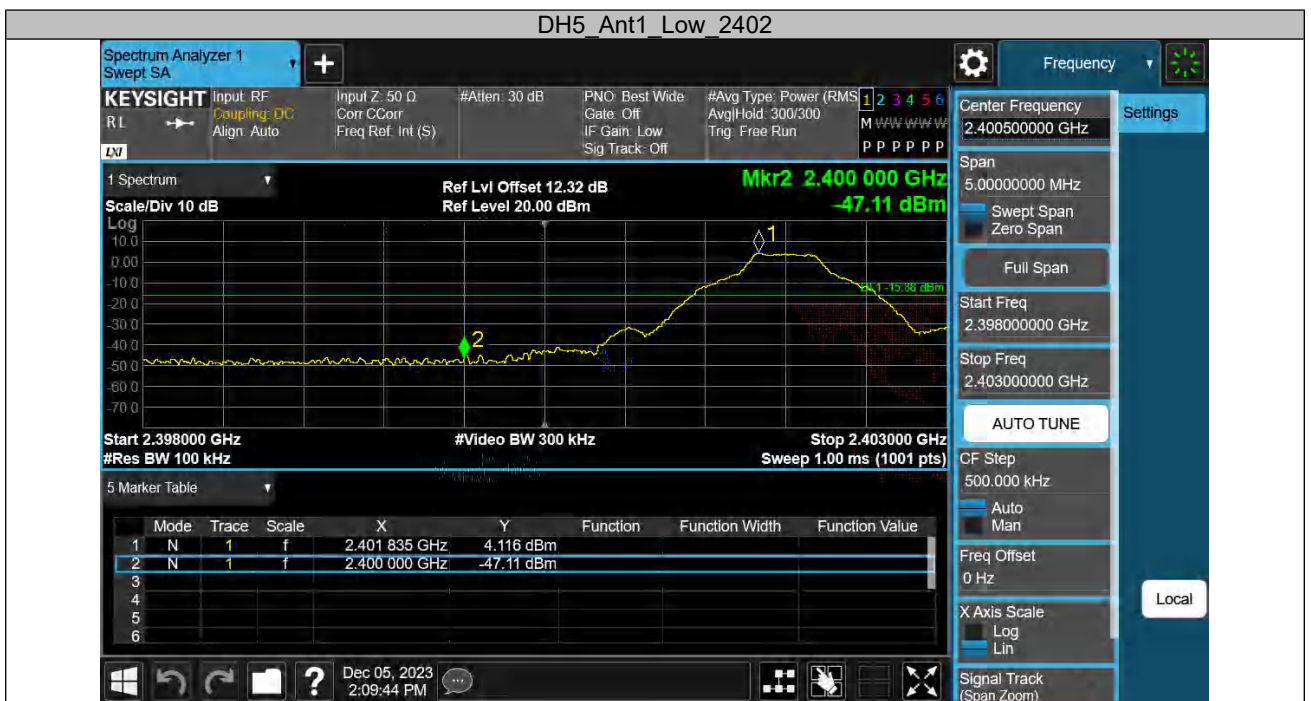 DH5_Ant1_Low_2402
Spectrum Analyzer 1
Swept SA
+
Frequency
KEYSIGHT
R L
LXI
Input: RF
Coupling: DC
Align: Auto
Input Z: 50 Ω
Corr CCorr
Freq Ref: Int (S)
#Atten: 30 dB
PNO: Best Wide
Gate: Off
IF Gain: Low
Sig Track: Off
#Avg Type: Power (RMS
Avg|Hold: 300/300
Trig: Free Run
1 2 3 4 5 6
M W W W W W
P P P P P P
Center Frequency
2.400500000 GHz
Settings
1 Spectrum
Scale/Div 10 dB
Ref Lvl Offset 12.32 dB
Ref Level 20.00 dBm
Mkr2 2.400 000 GHz
-47.11 dBm
Span
5.00000000 MHz
Swept Span
Zero Span
Full Span
Start Freq
2.398000000 GHz
Stop Freq
2.403000000 GHz
AUTO TUNE
CF Step
500.000 kHz
Auto
Man
Freq Offset
0 Hz
X Axis Scale
Log
Lin
Signal Track
(Span Zoom)
Local
Log
10.0
0.00
-10.0
-20.0
-30.0
-40.0
-50.0
-60.0
-70.0
1
2
DL1 -15.88 dBm
Start 2.398000 GHz
#Video BW 300 kHz
Stop 2.403000 GHz
#Res BW 100 kHz
Sweep 1.00 ms (1001 pts)
5 Marker Table
Mode Trace Scale X Y Function Function Width Function Value
1 N 1 f 2.401 835 GHz 4.116 dBm
2 N 1 f 2.400 000 GHz -47.11 dBm
3
4
5
6
?
Dec 05, 2023
2:09:44 PM